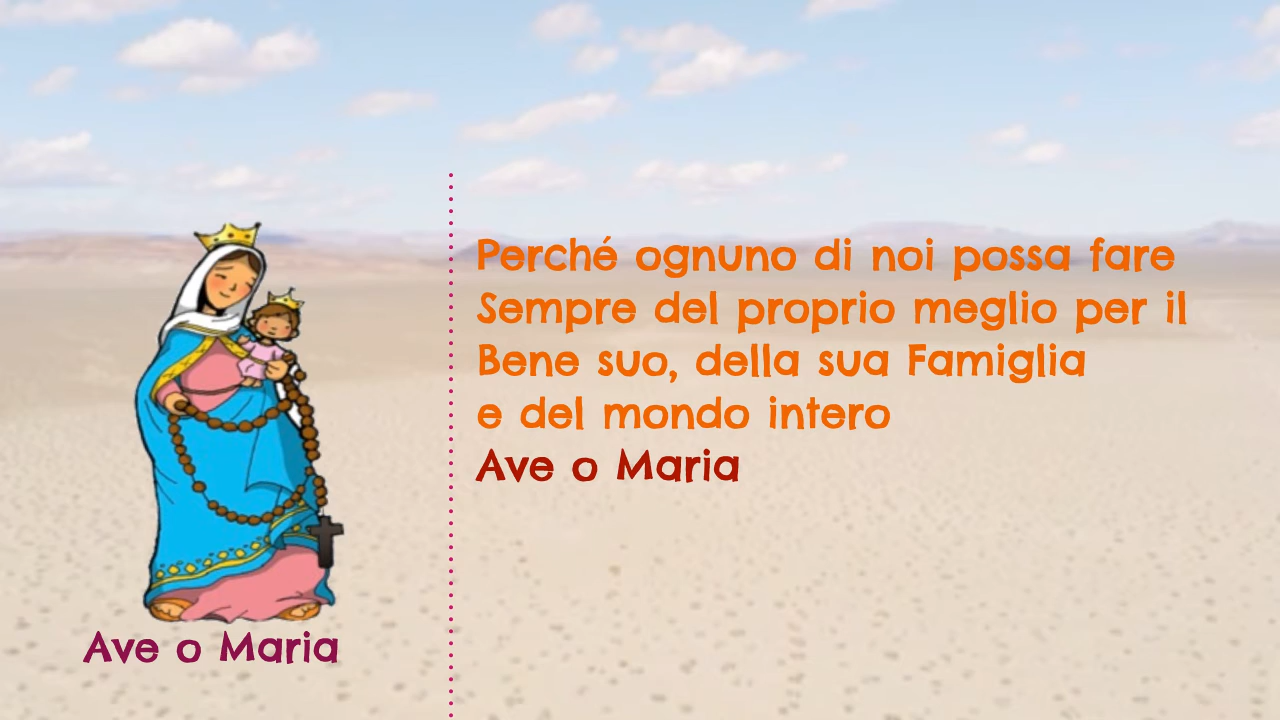 Perché ognuno di noi possa fare
Sempre del proprio meglio per il
Bene suo, della sua Famiglia
e del mondo intero
Ave o Maria
Ave o Maria